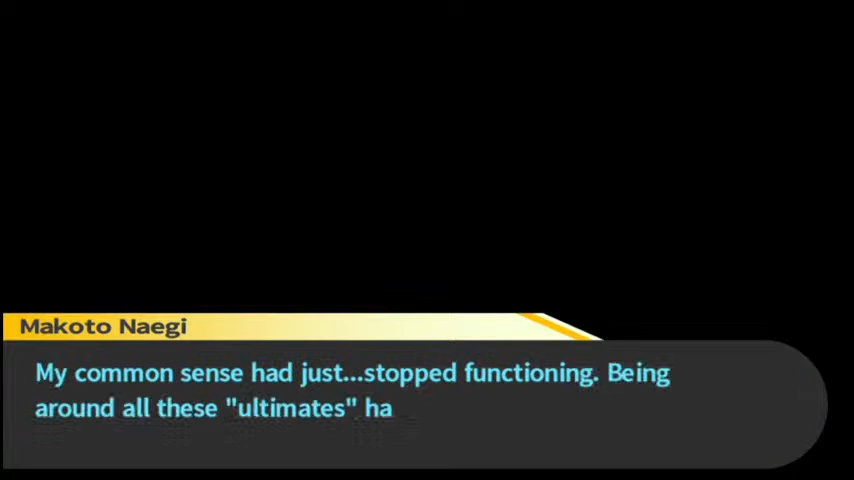 Makoto Naegi
My common sense had just...stopped functioning. Being
around all these "ultimates" ha